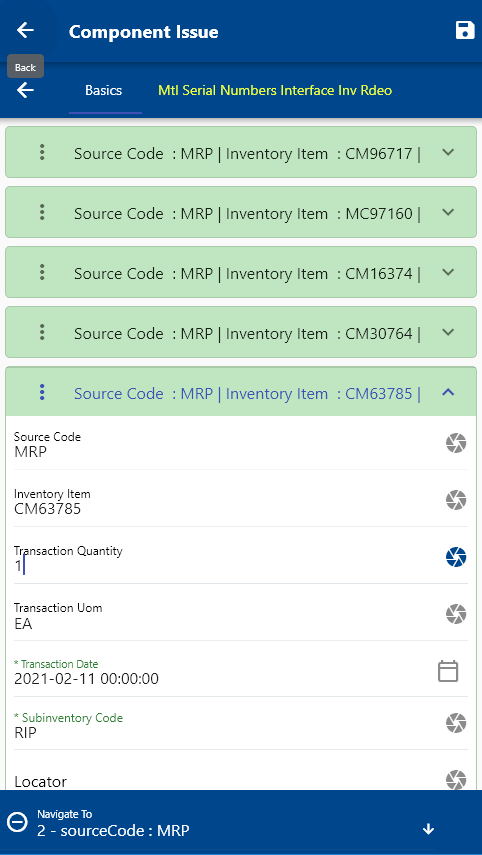 Component Issue
Back
Basics
Mtl Serial Numbers Interface Inv Rdeo
Source Code : MRP | Inventory Item : CM96717 |
Source Code : MRP | Inventory Item : MC97160 |
Source Code : MRP | Inventory Item : CM16374 |
Source Code : MRP | Inventory Item : CM30764 |
Source Code : MRP | Inventory Item : CM63785 |
Source Code
MRP
Inventory Item
CM63785
Transaction Quantity
1
Transaction Uom
EA
* Transaction Date
2021-02-11 00:00:00
* Subinventory Code
RIP
Locator
Navigate To
2 - sourceCode : MRP